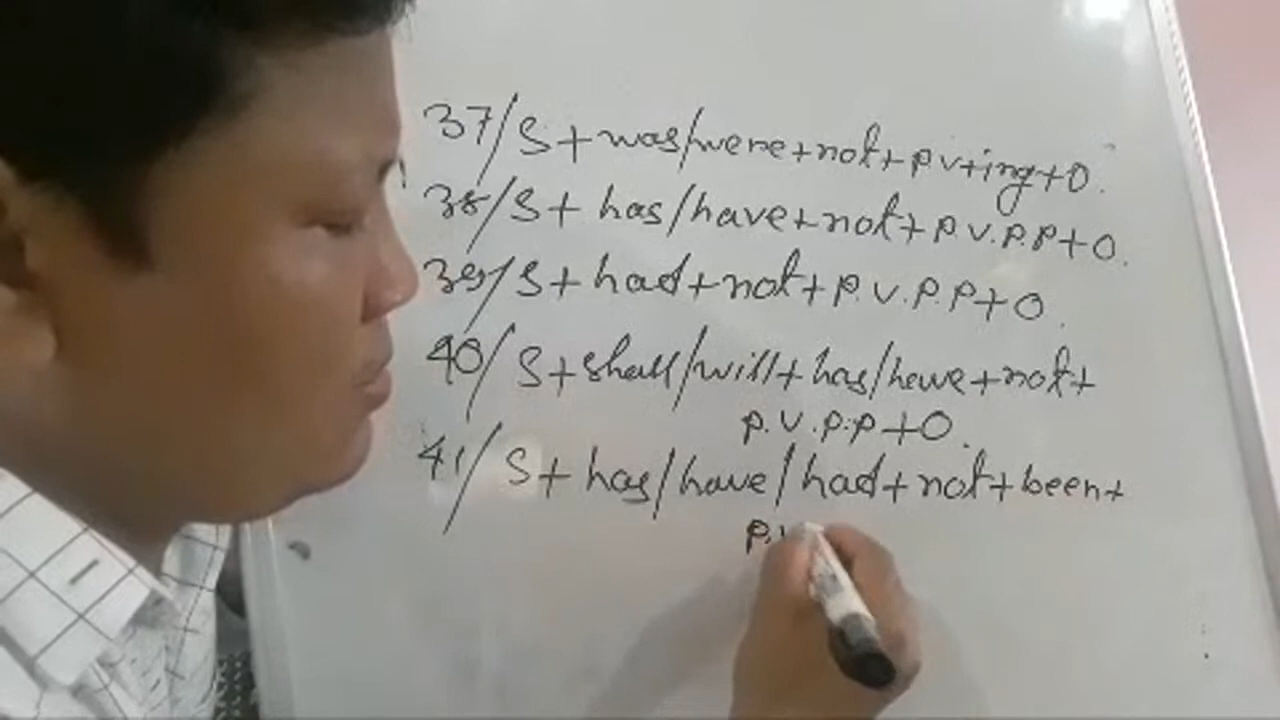 37/ S + was/were + not + p.v + ing + O.
38/ S + has/have + not + p.v.p.p + O.
39/ S + had + not + p.v.p.p + O.
40/ S + shall/will + has/have + not +
p.v.p.p + O.
41/ S + has/have/had + not + been +
p.v